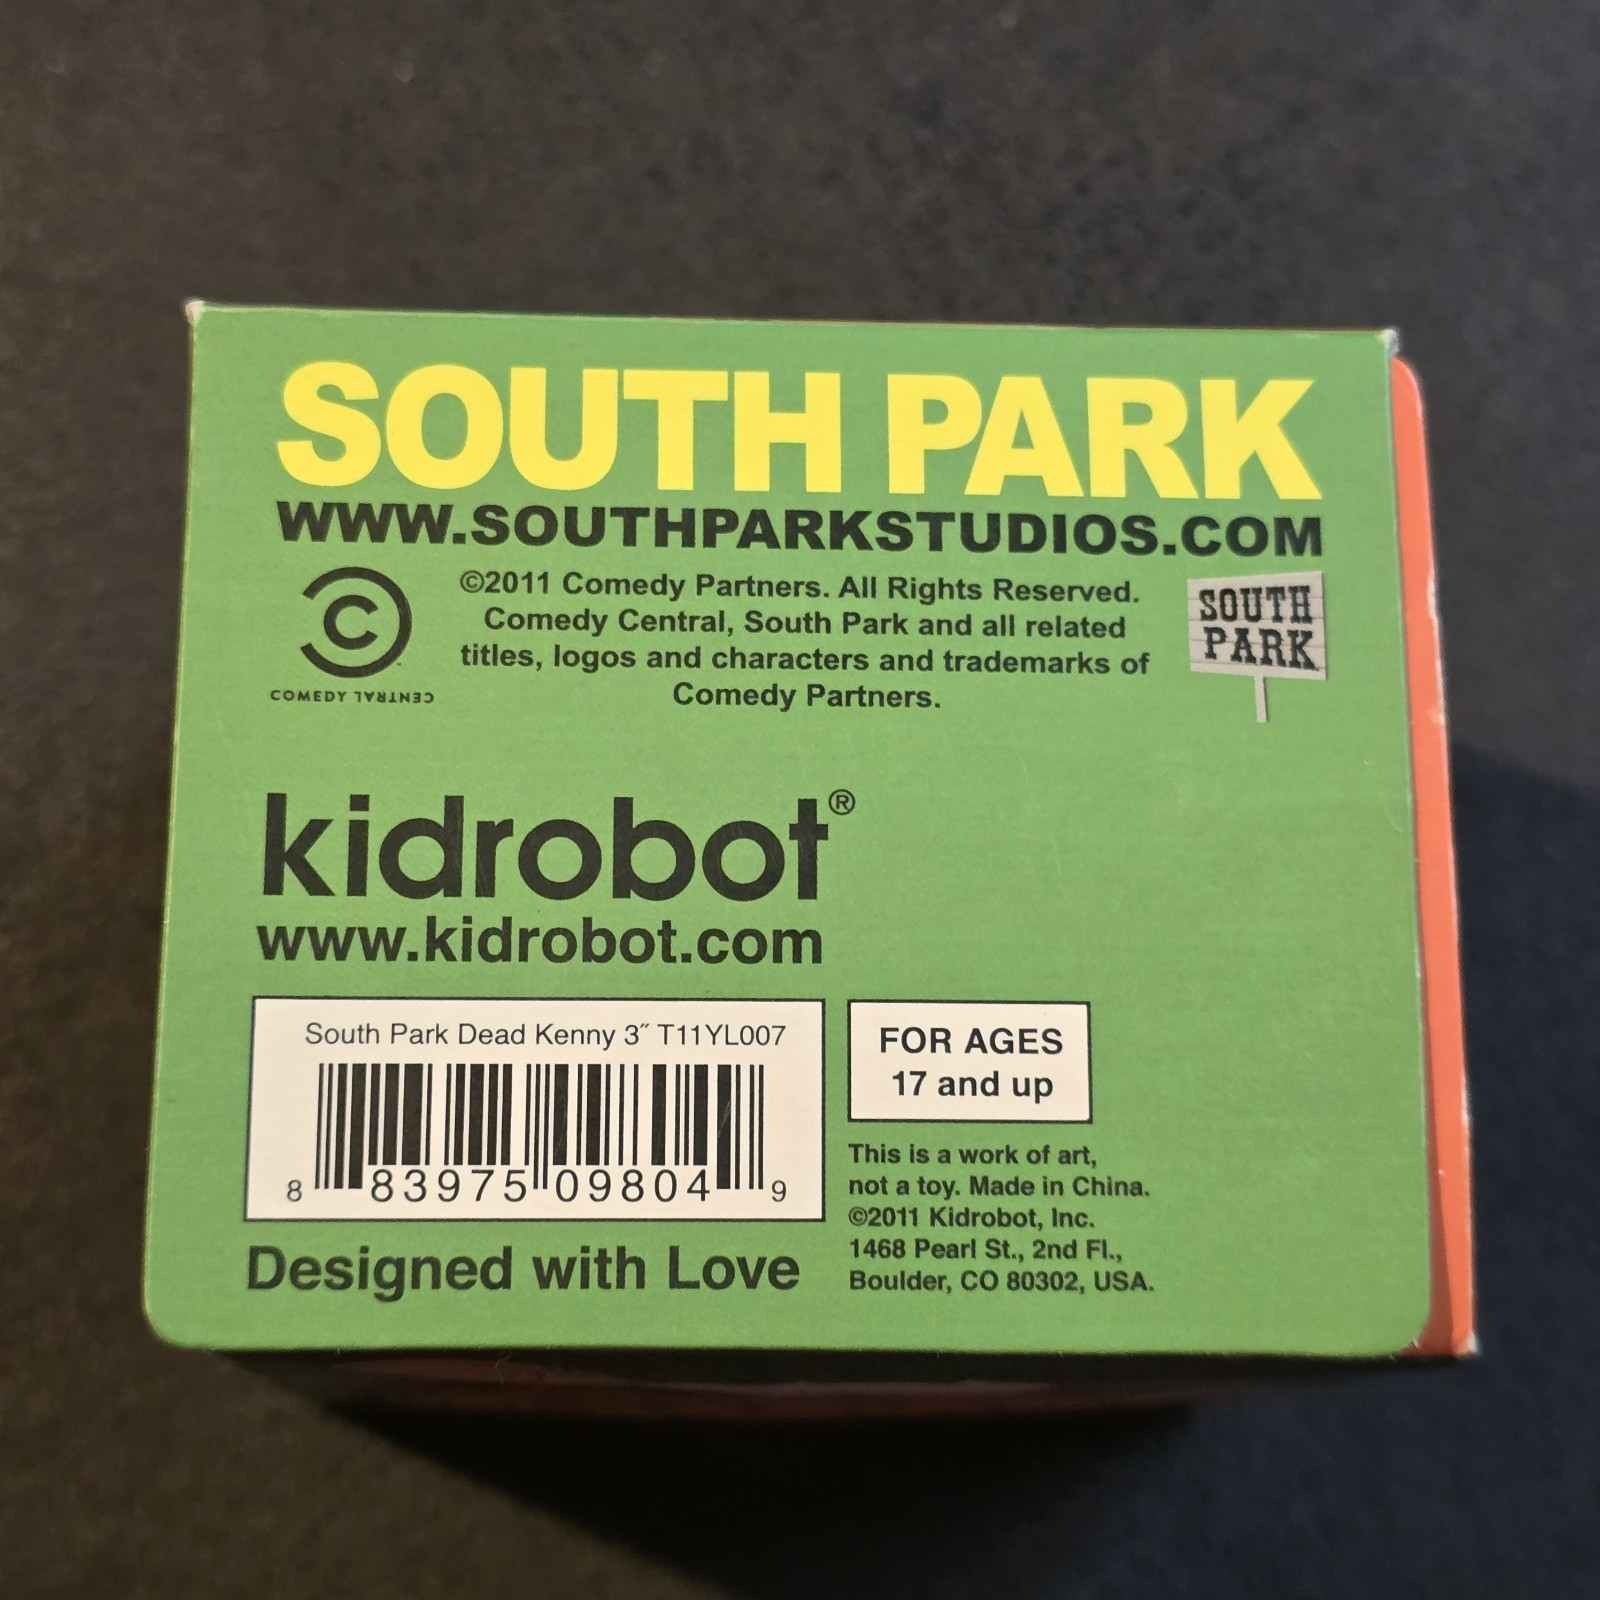 SOUTH PARK
WWW.SOUTHPARKSTUDIOS.COM
©2011 Comedy Partners. All Rights Reserved.
Comedy Central, South Park and all related
titles, logos and characters and trademarks of
Comedy Partners.
COMEDY CENTRAL
SOUTH
PARK
kidrobot®
www.kidrobot.com
South Park Dead Kenny 3″ T11YL007
8 83975 09804 9
Designed with Love
FOR AGES
17 and up
This is a work of art,
not a toy. Made in China.
©2011 Kidrobot, Inc.
1468 Pearl St., 2nd Fl.,
Boulder, CO 80302, USA.